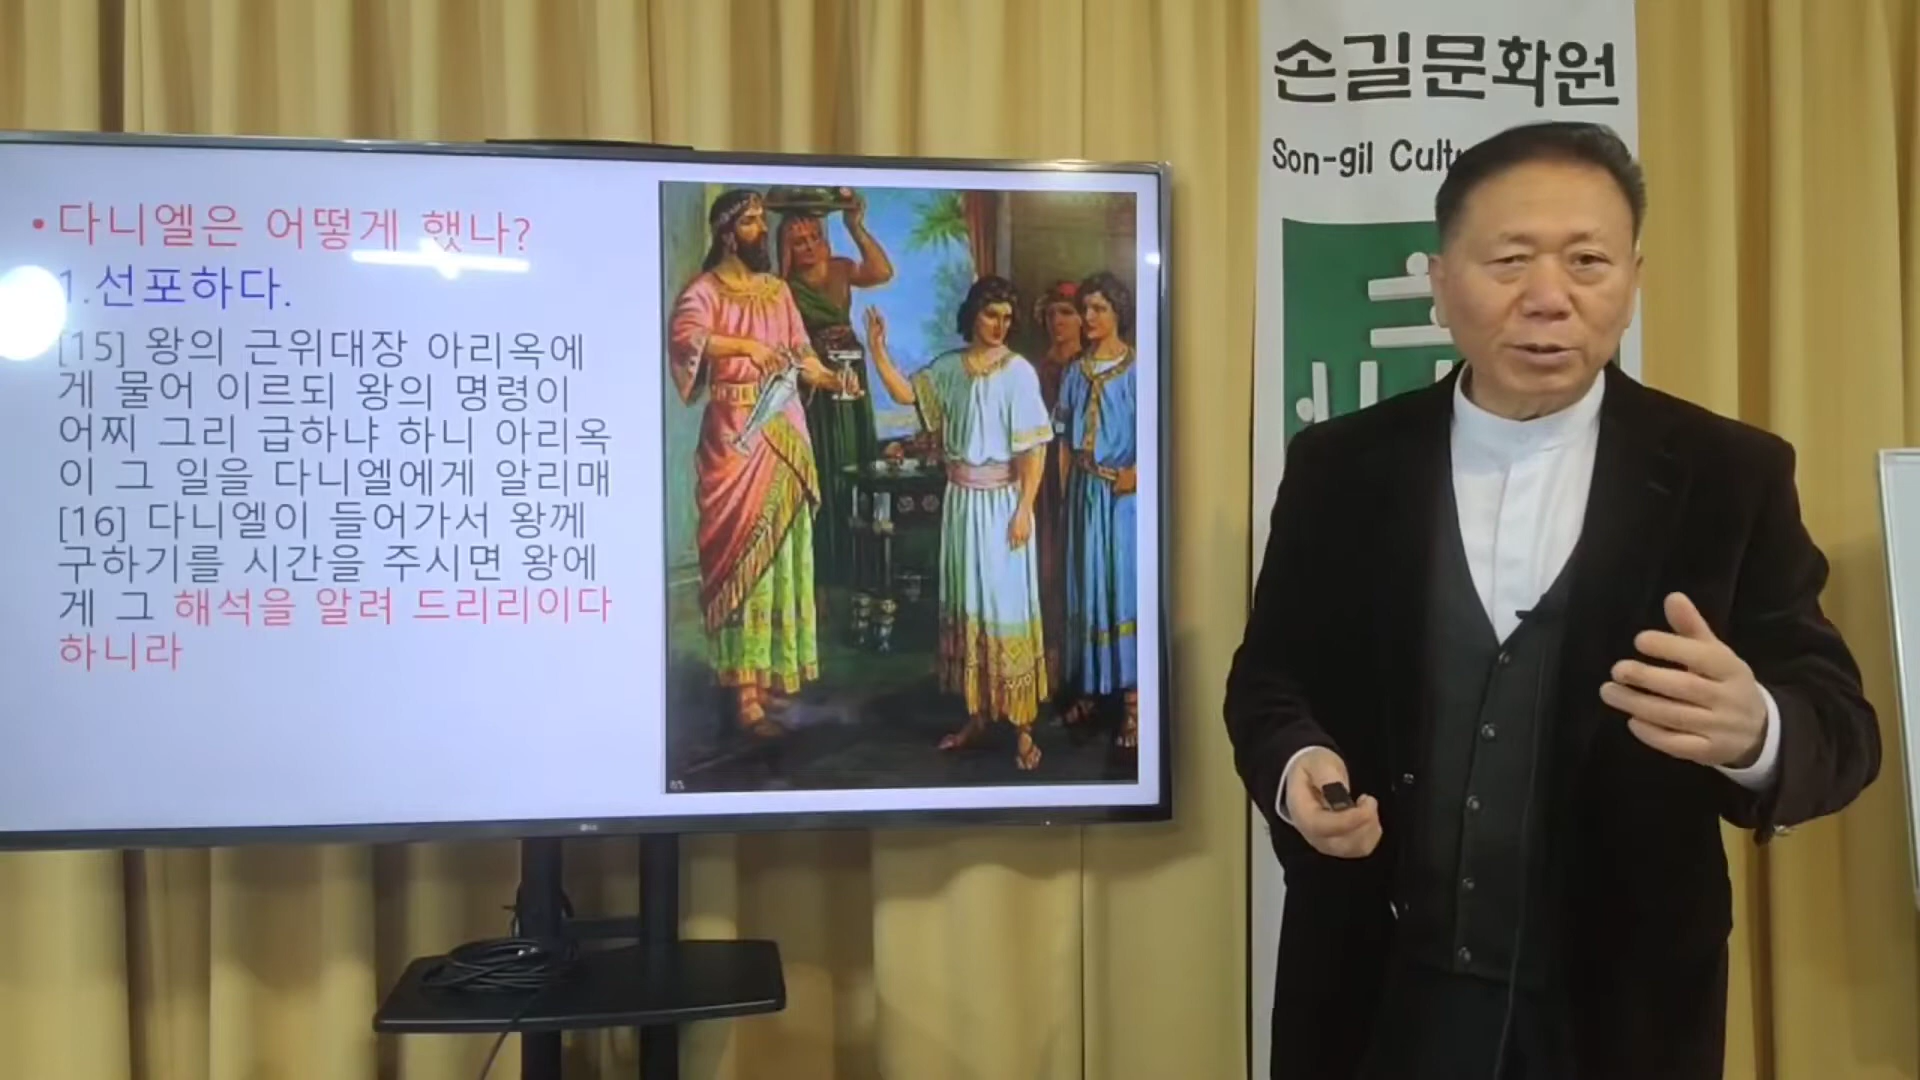 • 다니엘은 어떻게 했나?
1.선포하다.
[15] 왕의 근위대장 아리옥에
게 물어 이르되 왕의 명령이
어찌 그리 급하냐 하니 아리옥
이 그 일을 다니엘에게 알리매
[16] 다니엘이 들어가서 왕께
구하기를 시간을 주시면 왕에
게 그 해석을 알려 드리리이다
하니라
손길문화원
Son-gil
LG